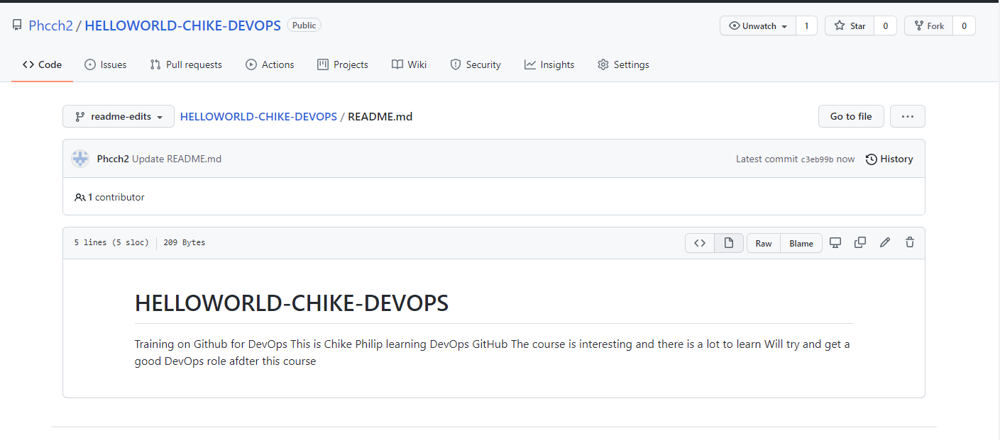 Phcch2 / HELLOWORLD-CHIKE-DEVOPS Public Unwatch 1 Star 0 Fork 0
Code Issues Pull requests Actions Projects Wiki Security Insights Settings
readme-edits HELLOWORLD-CHIKE-DEVOPS / README.md Go to file ...
Phcch2 Update README.md Latest commit c3eb99b now History
1 contributor
5 lines (5 sloc) 209 Bytes <> Raw Blame
HELLOWORLD-CHIKE-DEVOPS
Training on Github for DevOps This is Chike Philip learning DevOps GitHub The course is interesting and there is a lot to learn Will try and get a
good DevOps role afdter this course